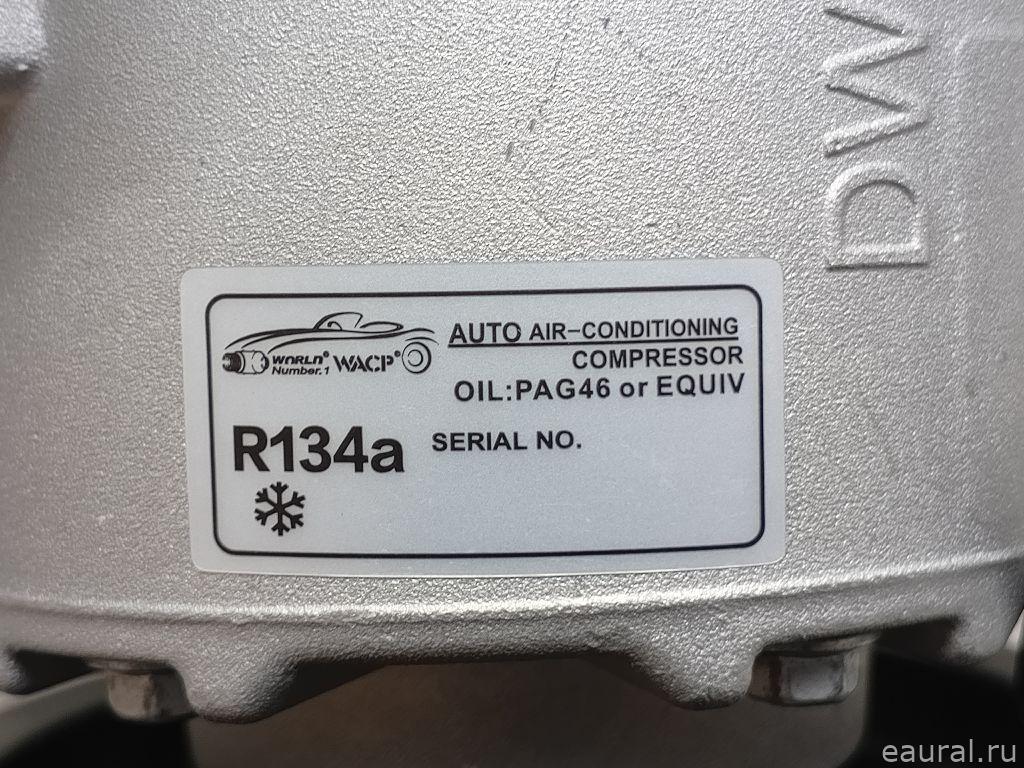 DW
WORLD® WACP®
Number.1
AUTO AIR-CONDITIONING
COMPRESSOR
OIL:PAG46 or EQUIV
R134a
SERIAL NO.
eaural.ru